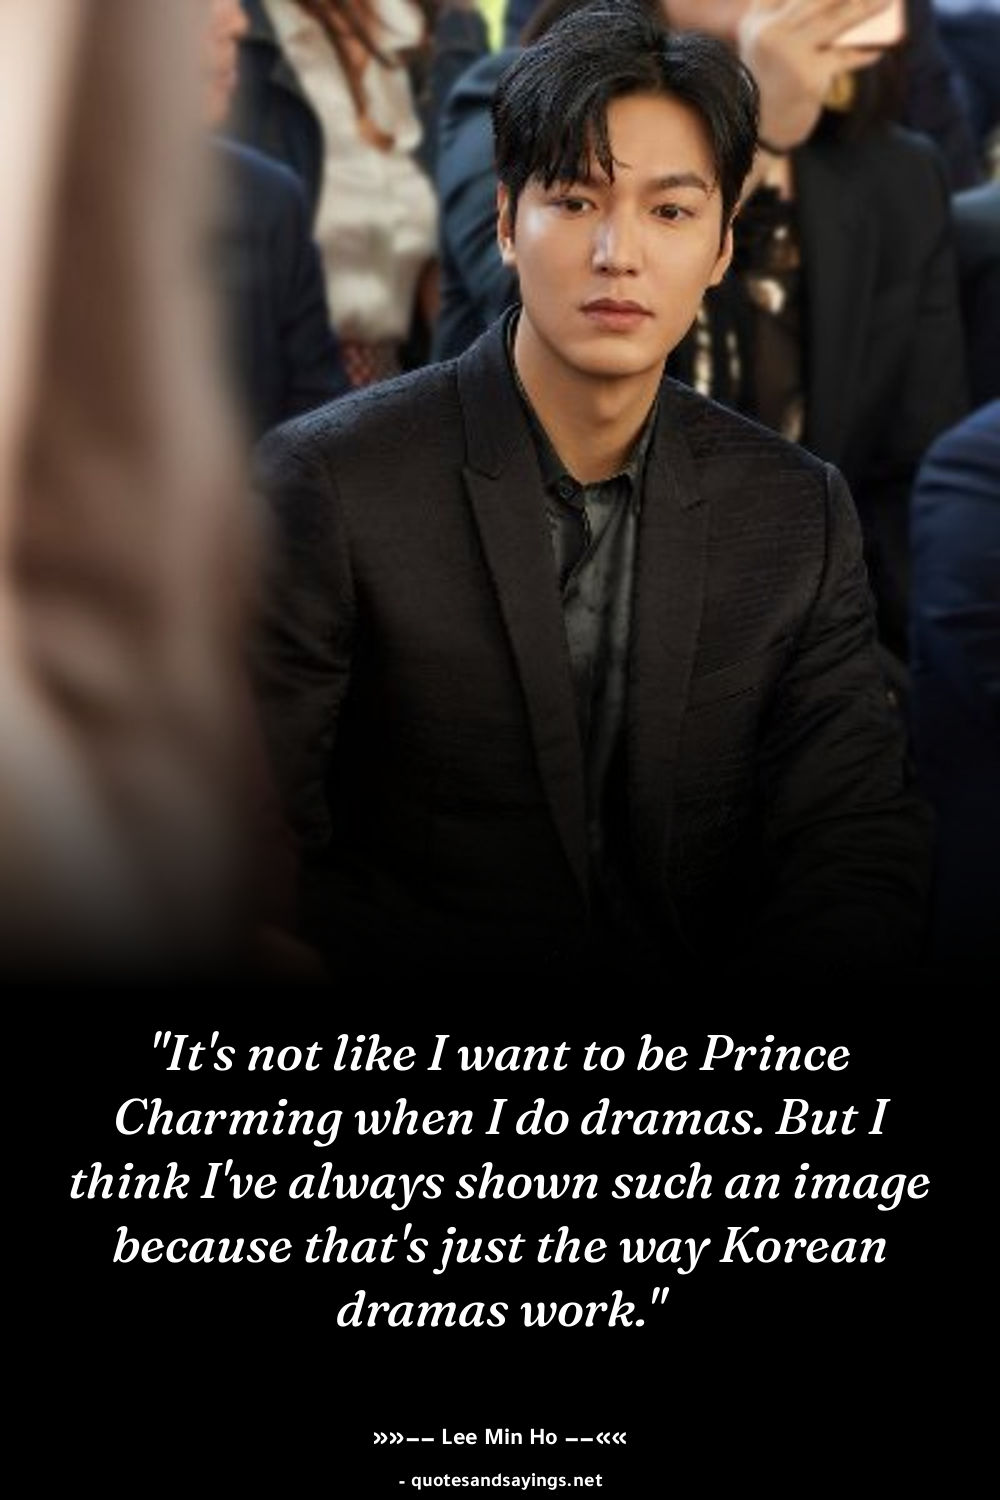 "It's not like I want to be Prince
Charming when I do dramas. But I
think I've always shown such an image
because that's just the way Korean
dramas work."
»»−− Lee Min Ho −−««
- quotesandsayings.net